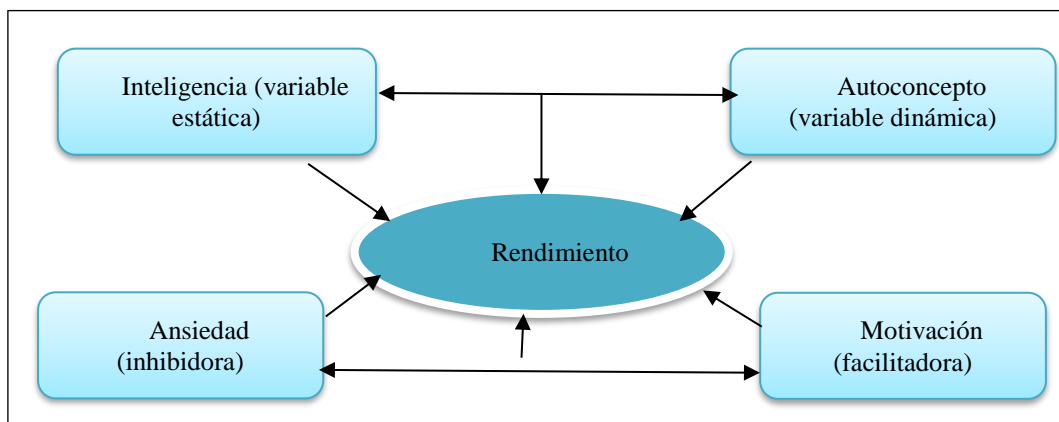 Inteligencia (variable
estática)
Autoconcepto
(variable dinámica)
Rendimiento
Ansiedad
(inhibidora)
Motivación
(facilitadora)